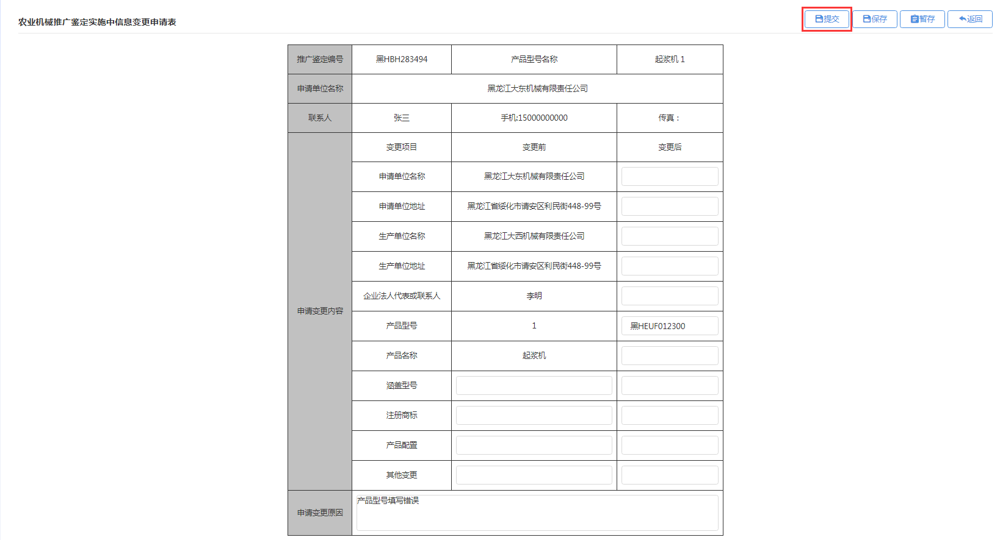 农业机械推广鉴定实施中信息变更申请表
提交 保存 暂存 返回
推广鉴定编号 黑HBH283494 产品型号名称 起浆机 1
申请单位名称 黑龙江大东机械有限责任公司
联系人 张三 手机:15000000000 传真：
申请变更内容
变更项目 变更前 变更后
申请单位名称 黑龙江大东机械有限责任公司
申请单位地址 黑龙江省绥化市请安区利民街448-99号
生产单位名称 黑龙江大西机械有限责任公司
生产单位地址 黑龙江省绥化市请安区利民街448-99号
企业法人代表或联系人 李明
产品型号 1 黑HEUF012300
产品名称 起浆机
涵盖型号
注册商标
产品配置
其他变更
申请变更原因 产品型号填写错误